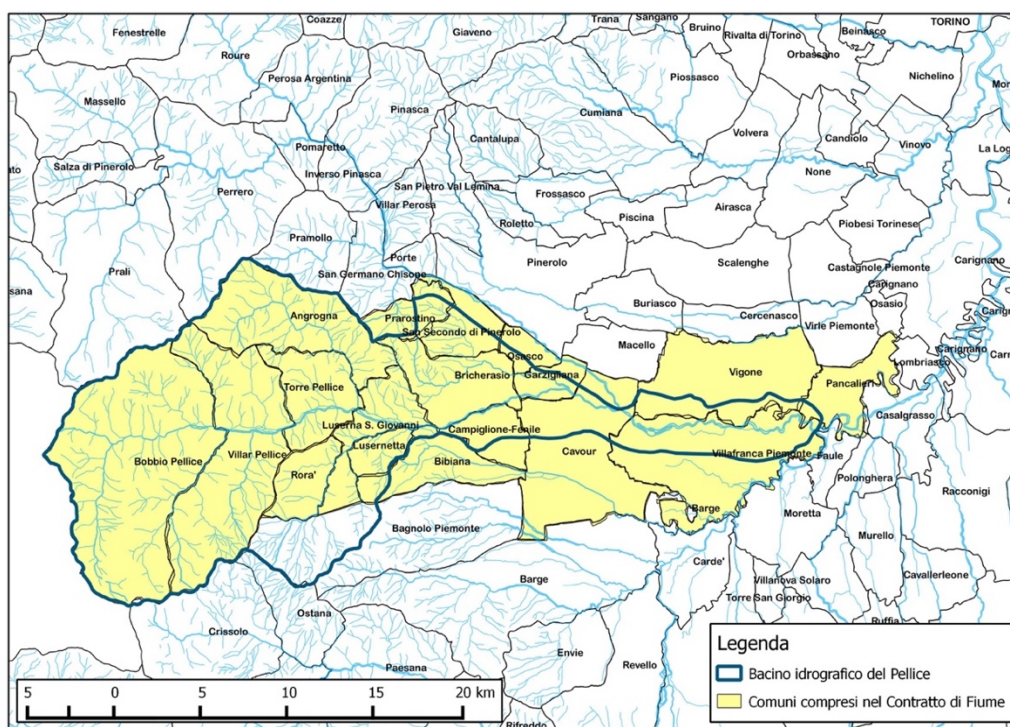 Fenestrelle
Coazze
Giaveno
Trana
Sangano
Bruino
Rivalta di Torino
Beinasco
TORINO
Roure
Orbassano
Perosa Argentina
Piossasco
Nichelino
Massello
Pinasca
Cumiana
Volvera
Candiolo
Vinovo
Cantalupa
Pomaretto
La Log
Salza di Pinerolo
Inverso Pinasca
None
Perrero
San Pietro Val Lemina
Frossasco
Airasca
Villar Perosa
Piscina
Piobesi Torinese
Roletto
Pramollo
Porte
Pinerolo
Scalenghe
Prali
San Germano Chisone
Castagnole Piemonte
Carignano
Carignano
Buriasco
Osasio
Angrogna
Cercenasco
Prarostino
Virle Piemonte
San Secondo di Pinerolo
Macello
Carignano
Osasco
Lombriasco
Bricherasio
Garzigliana
Vigone
Pancalieri
Torre Pellice
Casalgrasso
Luserna S. Giovanni
Campiglione-Fenile
Lusernetta
Cavour
Villafranca Piemonte
Faule
Bobbio Pellice
Villar Pellice
Bibiana
Rora'
Polonghera
Racconigi
Barge
Moretta
Bagnolo Piemonte
Murello
Carde'
Barge
Villanova Solaro
Cavallerleone
Torre San Giorgio
Ostana
Ruffia
Crissolo
Envie
Revello
Paesana
Rifreddo
Legenda
Bacino idrografico del Pellice
Comuni compresi nel Contratto di Fiume
5 0 5 10 15 20 km